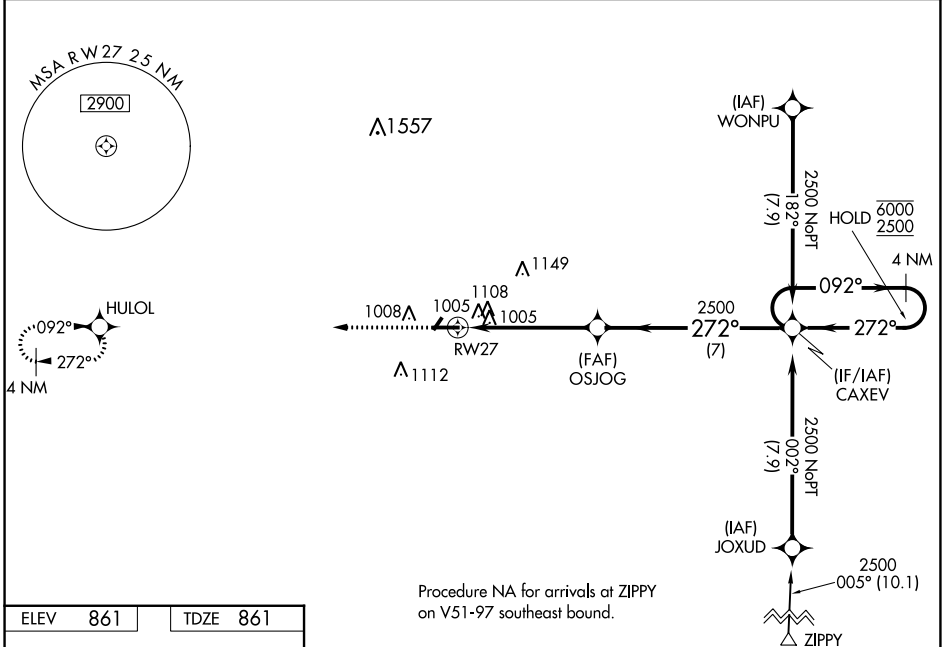 MSA RW27 25 NM
2900
1557
(IAF)
WONPU
2500 NoPT
182°
(7.9)
HOLD 6000
2500
4 NM
092°
1149
1108
1005
1008
1005
HULOL
092°
272°
4 NM
RW27
1112
(FAF)
OSJOG
2500
272°
(7)
272°
(IF/IAF)
CAXEV
2500 NoPT
002°
(7.9)
(IAF)
JOXUD
2500
005° (10.1)
ZIPPY
Procedure NA for arrivals at ZIPPY
on V51-97 southeast bound.
ELEV 861
TDZE 861